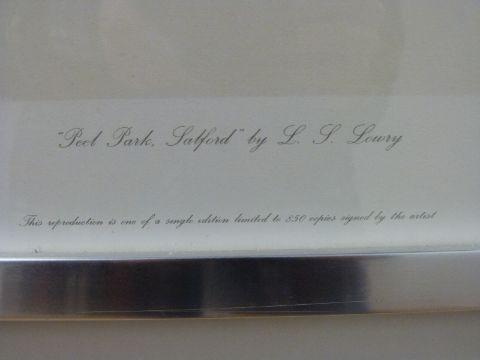 "Peel Park, Salford" by L. S. Lowry
This reproduction is one of a single edition limited to 850 copies signed by the artist